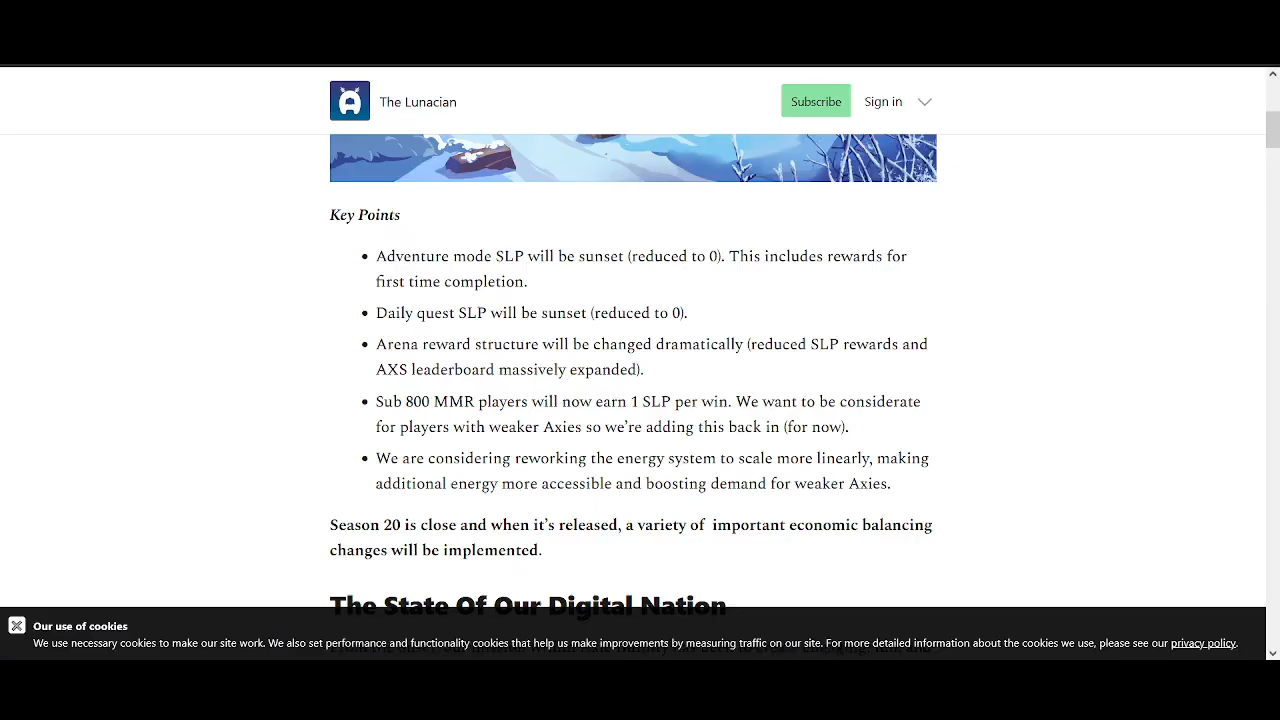 The Lunacian
Subscribe
Sign in
Key Points
• Adventure mode SLP will be sunset (reduced to 0). This includes rewards for
first time completion.
• Daily quest SLP will be sunset (reduced to 0).
• Arena reward structure will be changed dramatically (reduced SLP rewards and
AXS leaderboard massively expanded).
• Sub 800 MMR players will now earn 1 SLP per win. We want to be considerate
for players with weaker Axies so we’re adding this back in (for now).
• We are considering reworking the energy system to scale more linearly, making
additional energy more accessible and boosting demand for weaker Axies.
Season 20 is close and when it’s released, a variety of important economic balancing
changes will be implemented.
The State Of Our Digital Nation
Our use of cookies
We use necessary cookies to make our site work. We also set performance and functionality cookies that help us make improvements by measuring traffic on our site. For more detailed information about the cookies we use, please see our privacy policy.